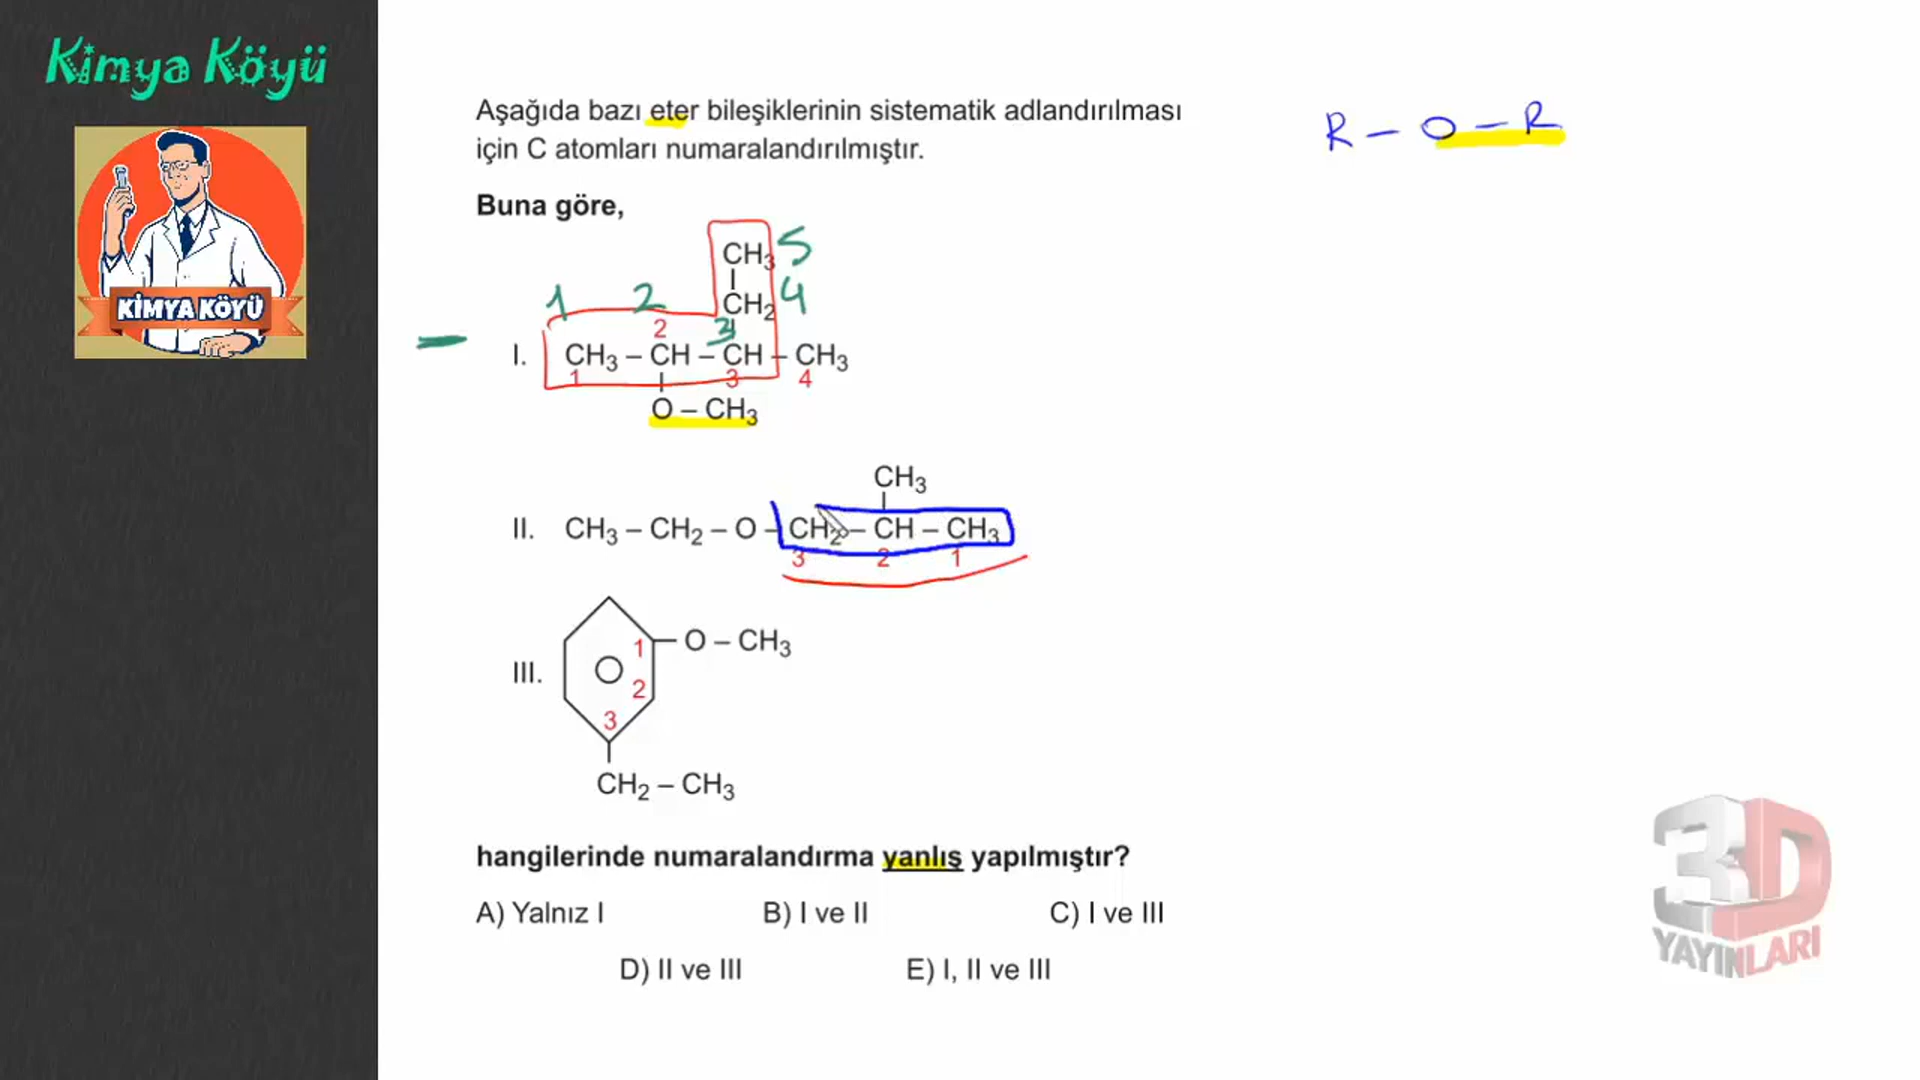 Kimya Köyü
KİMYA KÖYÜ
Aşağıda bazı eter bileşiklerinin sistematik adlandırılması
için C atomları numaralandırılmıştır.
R – O – R
Buna göre,
CH₃ 5
1 2 CH₂ 4
2 3
I. CH₃ – CH – CH – CH₃
1 3 4
O – CH₃
CH₃
II. CH₃ – CH₂ – O – CH₂ – CH – CH₃
3 2 1
1 – O – CH₃
III.
2
3
CH₂ – CH₃
hangilerinde numaralandırma yanlış yapılmıştır?
A) Yalnız I B) I ve II C) I ve III
D) II ve III E) I, II ve III
3D
YAYINLARI